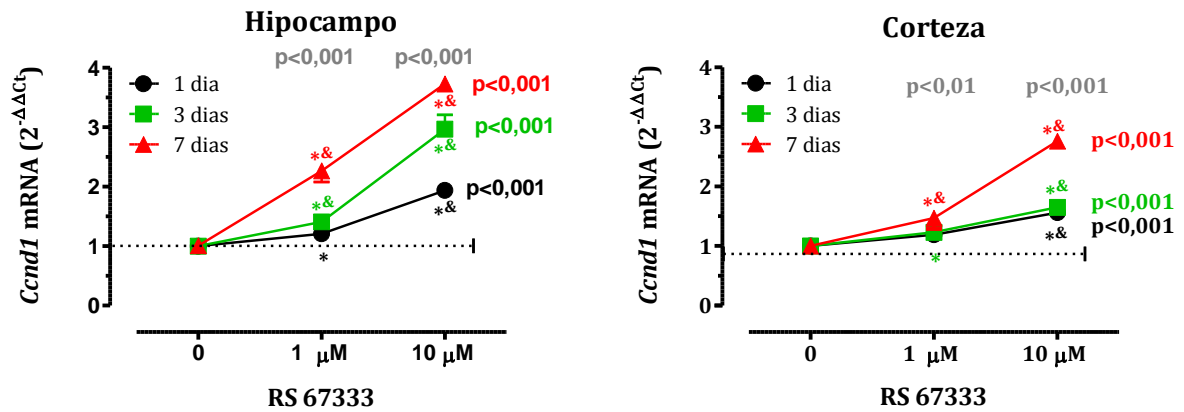 Hipocampo
p<0,001 p<0,001
Ccnd1 mRNA (2^-ΔΔCt)
4
3
2
1
0
1 dia
3 dias
7 dias
p<0,001
*&
p<0,001
*&
*&
*&
p<0,001
*&
*
0 1 μM 10 μM
RS 67333
Corteza
p<0,01 p<0,001
Ccnd1 mRNA (2^-ΔΔCt)
4
3
2
1
0
1 dia
3 dias
7 dias
*&
p<0,001
*&
*&
p<0,001
p<0,001
*&
*
0 1 μM 10 μM
RS 67333